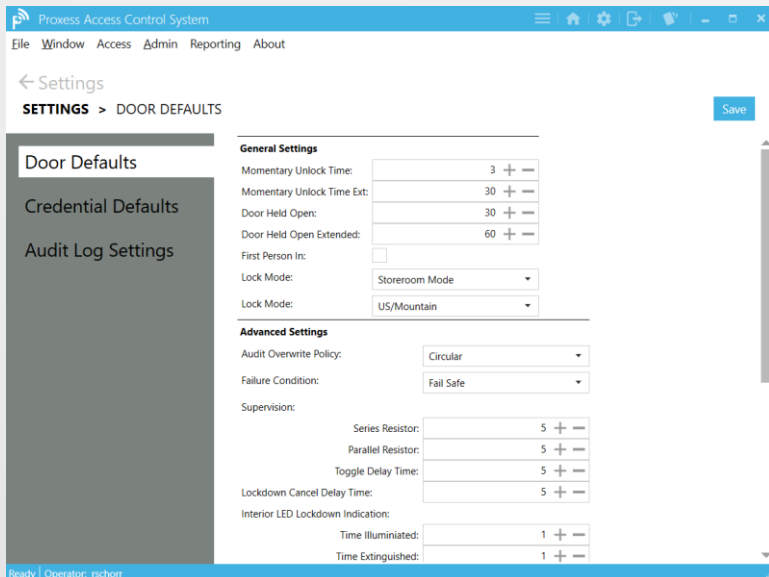 Proxess Access Control System
File Window Access Admin Reporting About
Settings
SETTINGS > DOOR DEFAULTS
Save
Door Defaults
Credential Defaults
Audit Log Settings
General Settings
Momentary Unlock Time: 3
Momentary Unlock Time Ext: 30
Door Held Open: 30
Door Held Open Extended: 60
First Person In:
Lock Mode: Storeroom Mode
Lock Mode: US/Mountain
Advanced Settings
Audit Overwrite Policy: Circular
Failure Condition: Fail Safe
Supervision:
Series Resistor: 5
Parallel Resistor: 5
Toggle Delay Time: 5
Lockdown Cancel Delay Time: 5
Interior LED Lockdown Indication:
Time Illuminiated: 1
Time Extinguished: 1
Ready Operator: rschorr